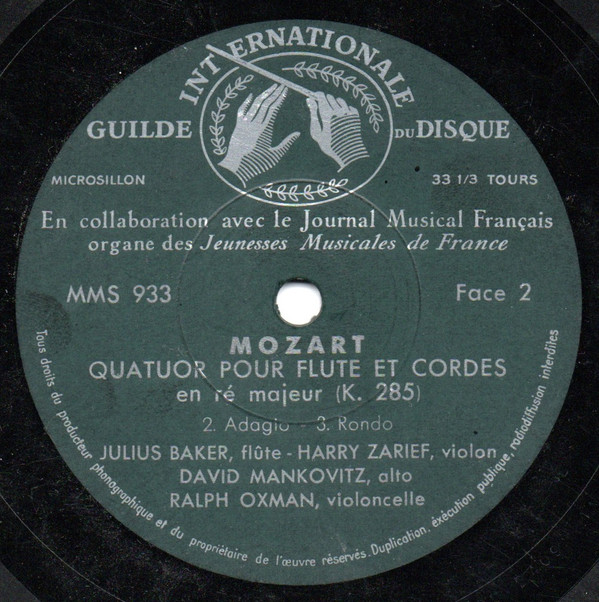 GUILDE INTERNATIONALE DU DISQUE
MICROSILLON
33 1/3 TOURS
En collaboration avec le Journal Musical Français
organe des Jeunesses Musicales de France
MMS 933
Face 2
MOZART
QUATUOR POUR FLUTE ET CORDES
en ré majeur (K. 285)
2. Adagio - 3. Rondo
JULIUS BAKER, flûte - HARRY ZARIEF, violon
DAVID MANKOVITZ, alto
RALPH OXMAN, violoncelle
Tous droits du producteur phonographique et du propriétaire de l'œuvre réservés. Duplication, éxécution publique, radiodiffusion interdites